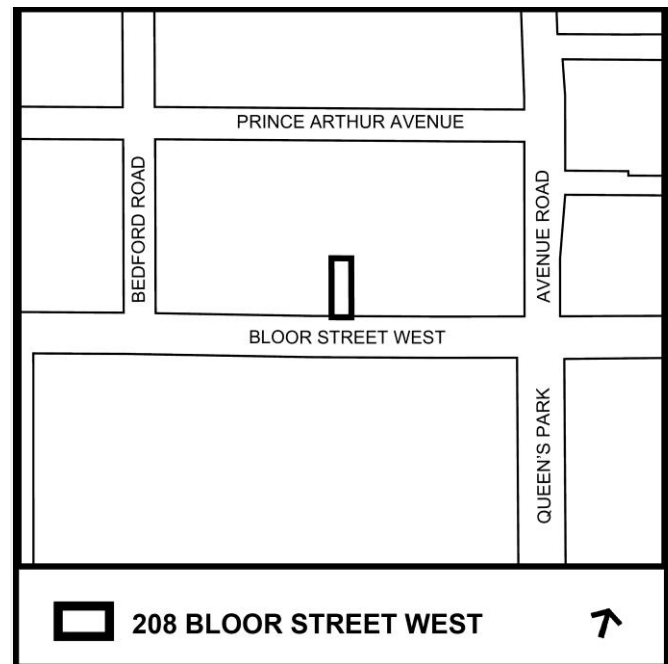 PRINCE ARTHUR AVENUE
BEDFORD ROAD
AVENUE ROAD
BLOOR STREET WEST
QUEEN'S PARK
208 BLOOR STREET WEST